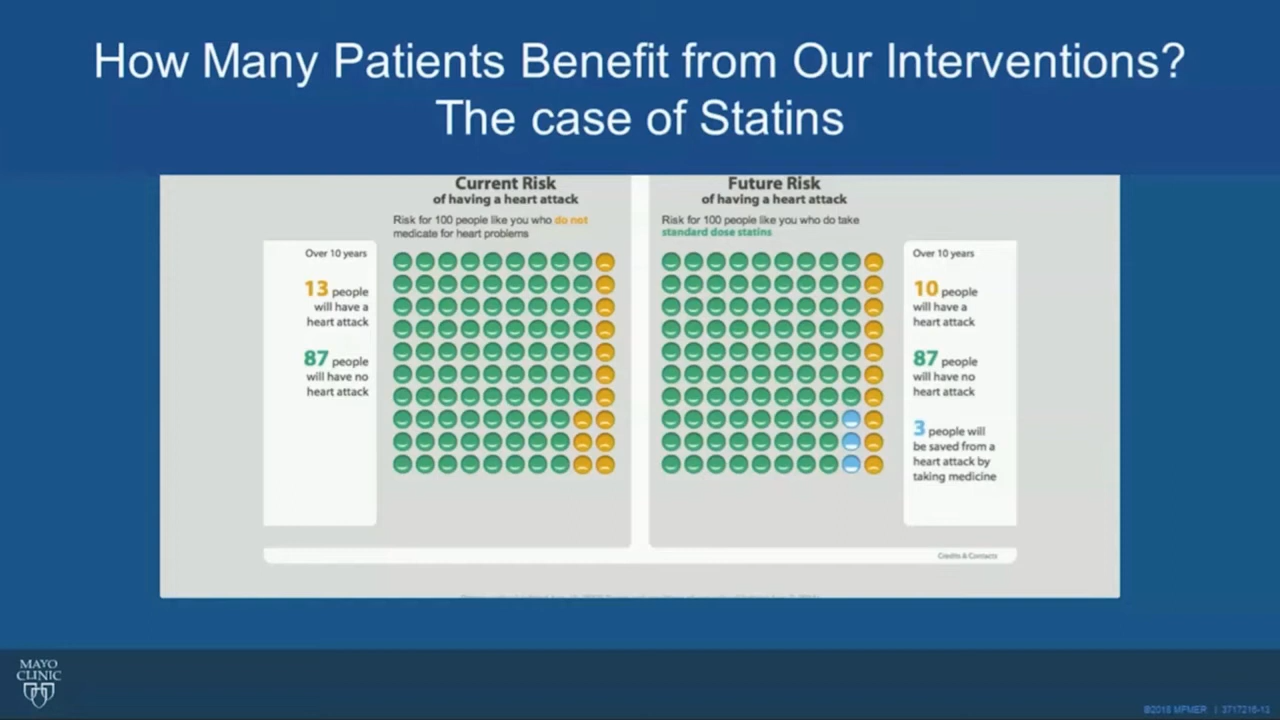 How Many Patients Benefit from Our Interventions?
The case of Statins
Current Risk
of having a heart attack
Risk for 100 people like you who do not
medicate for heart problems
Over 10 years
13 people
will have a
heart attack
87 people
will have no
heart attack
Future Risk
of having a heart attack
Risk for 100 people like you who do take
standard dose statins
Over 10 years
10 people
will have a
heart attack
87 people
will have no
heart attack
3 people will
be saved from a
heart attack by
taking medicine
Credits & Contacts
MAYO
CLINIC
©2018 MFMER | 3717216-13